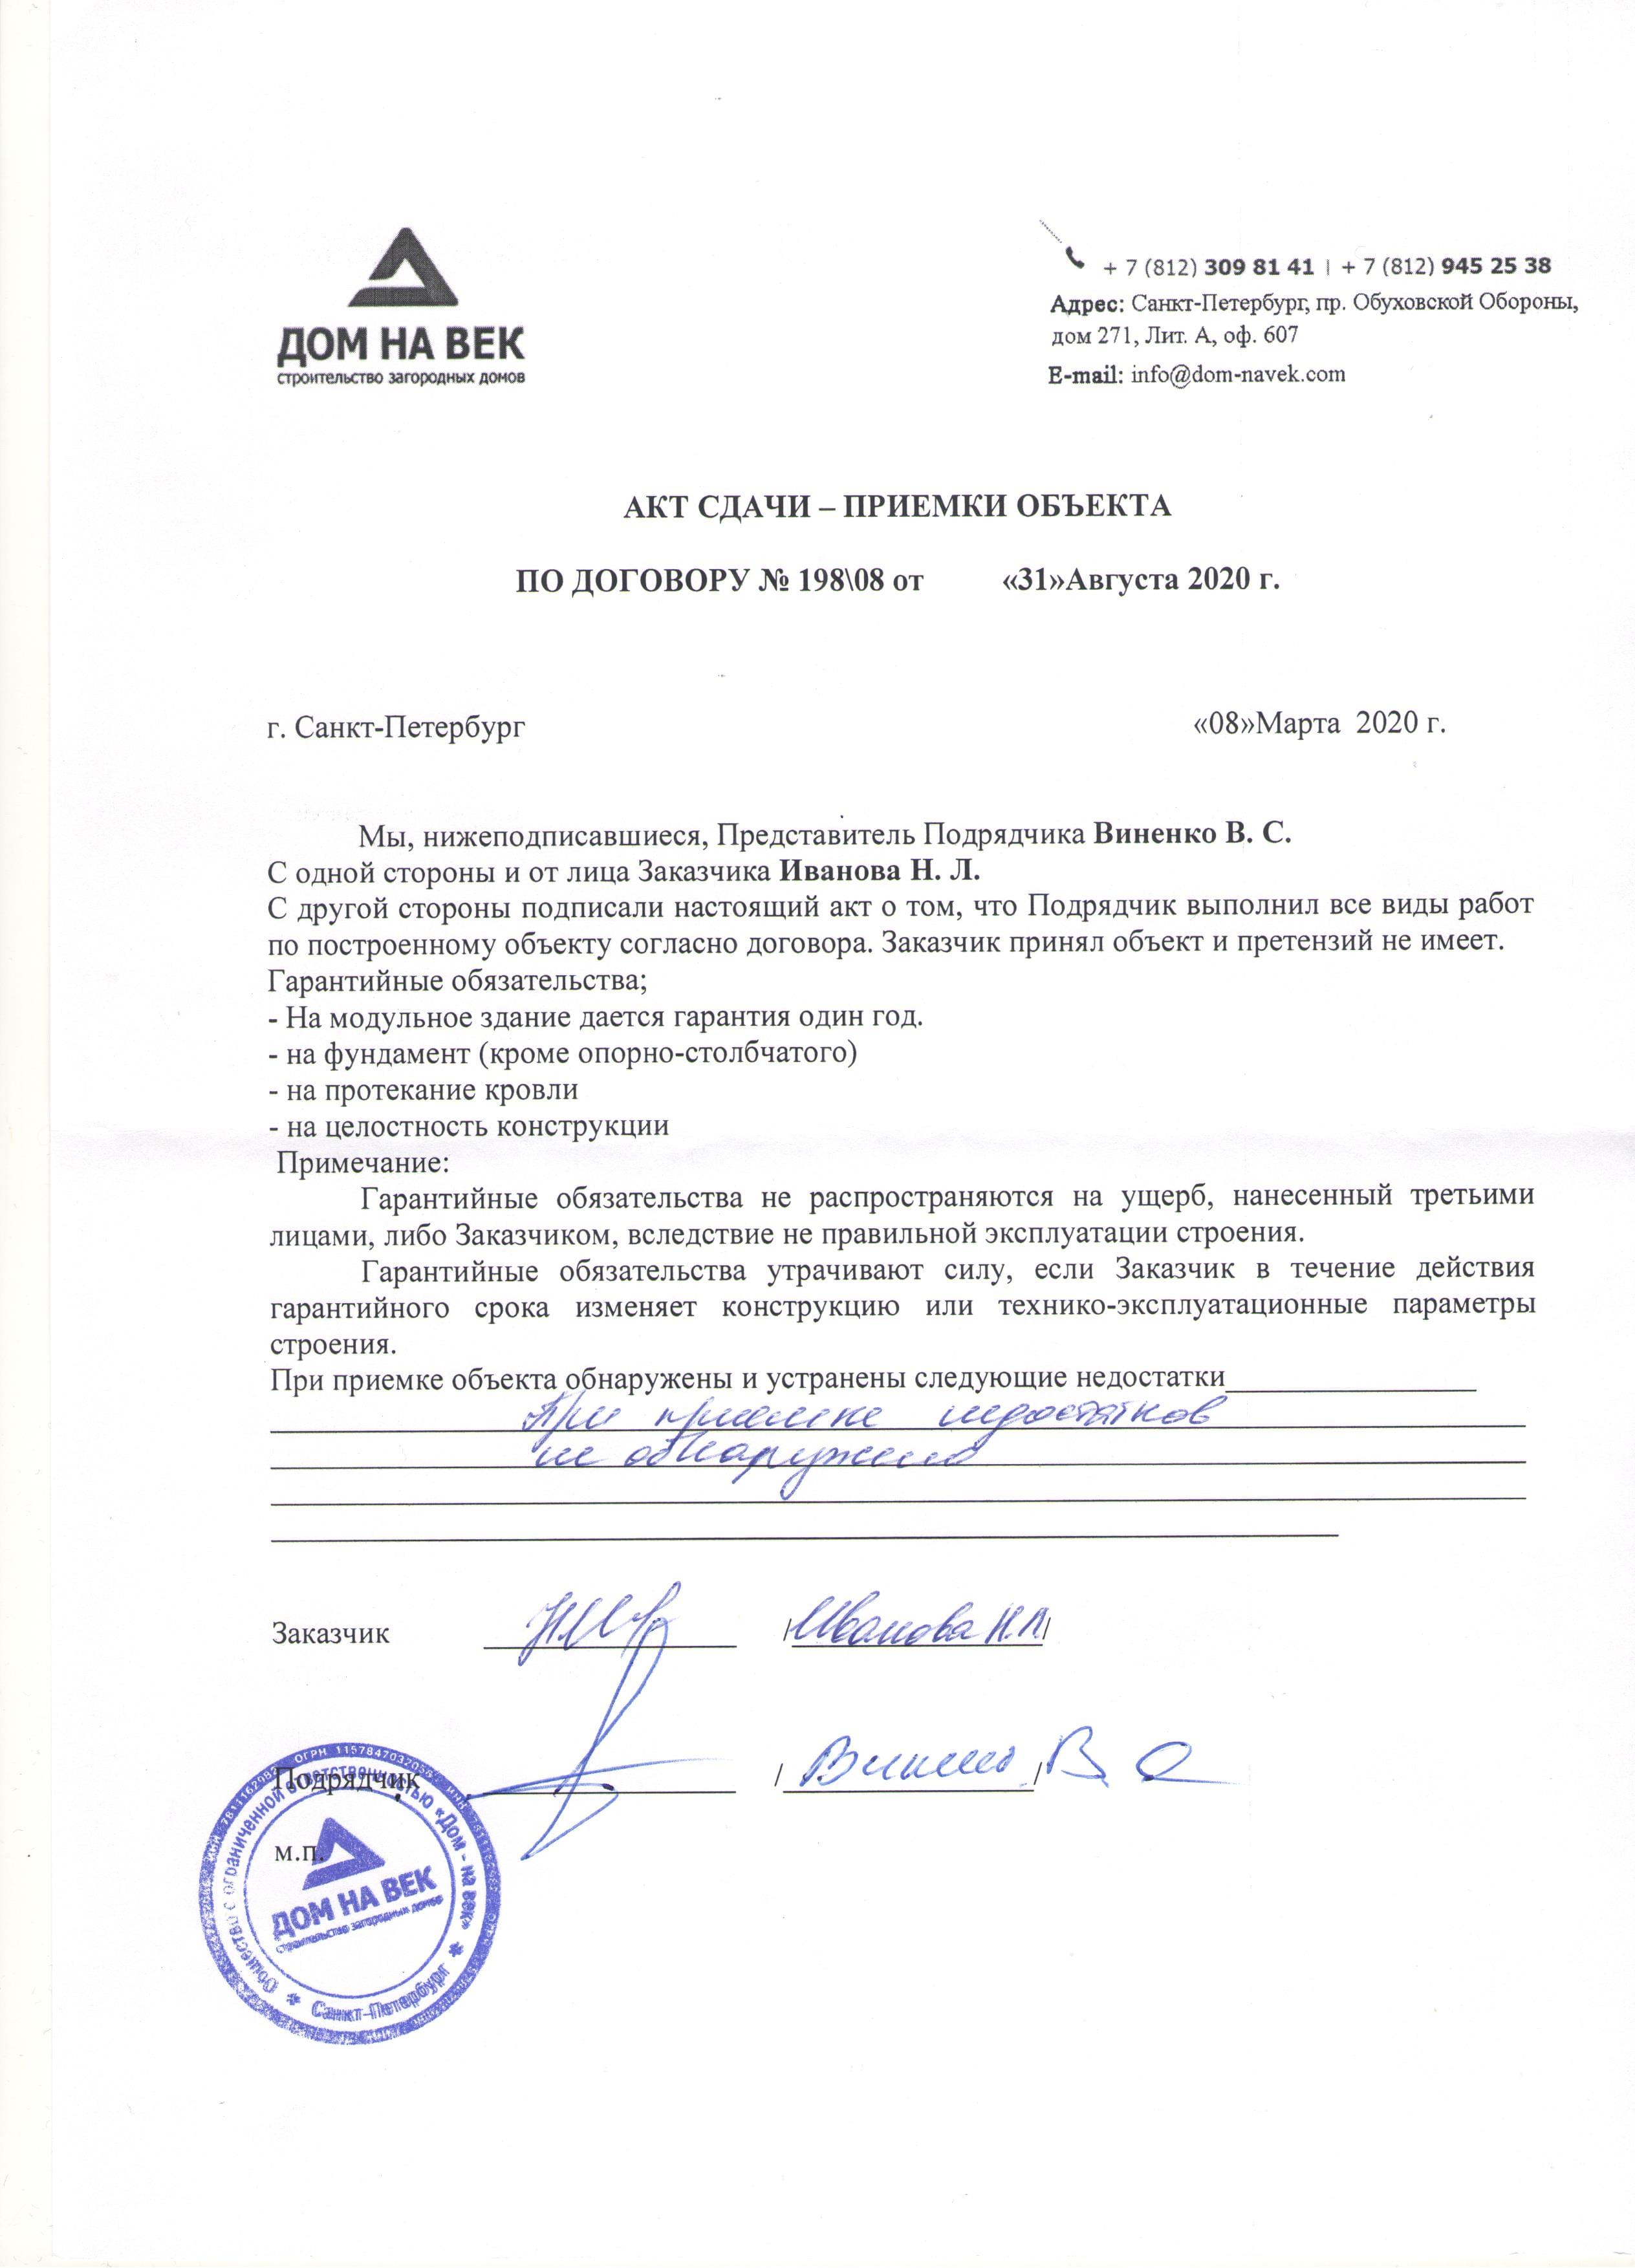 ДОМ НА ВЕК
строительство загородных домов
+ 7 (812) 309 81 41 | + 7 (812) 945 25 38
Адрес: Санкт-Петербург, пр. Обуховской Обороны,
дом 271, Лит. А, оф. 607
E-mail: info@dom-navek.com
АКТ СДАЧИ – ПРИЕМКИ ОБЪЕКТА
ПО ДОГОВОРУ № 198\08 от «31»Августа 2020 г.
г. Санкт-Петербург «08»Марта 2020 г.
Мы, нижеподписавшиеся, Представитель Подрядчика Виненко В. С.
С одной стороны и от лица Заказчика Иванова Н. Л.
С другой стороны подписали настоящий акт о том, что Подрядчик выполнил все виды работ
по построенному объекту согласно договора. Заказчик принял объект и претензий не имеет.
Гарантийные обязательства;
- На модульное здание дается гарантия один год.
- на фундамент (кроме опорно-столбчатого)
- на протекание кровли
- на целостность конструкции
Примечание:
Гарантийные обязательства не распространяются на ущерб, нанесенный третьими
лицами, либо Заказчиком, вследствие не правильной эксплуатации строения.
Гарантийные обязательства утрачивают силу, если Заказчик в течение действия
гарантийного срока изменяет конструкцию или технико-эксплуатационные параметры
строения.
При приемке объекта обнаружены и устранены следующие недостатки
При приемке недостатков
не обнаружено
Заказчик /Иванова Н.Л/
Подрядчик /Виненко/ В С
м.п.
Общество с ограниченной ответственностью «Дом - на век»
ДОМ НА ВЕК
строительство загородных домов
* Санкт-Петербург *